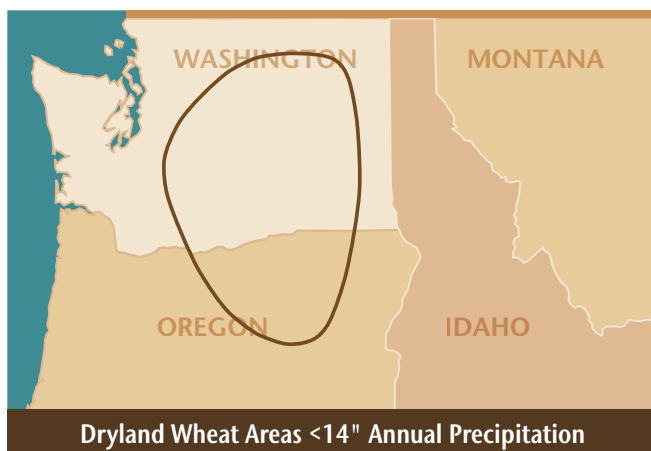 WASHINGTON
MONTANA
OREGON
IDAHO
Dryland Wheat Areas <14" Annual Precipitation